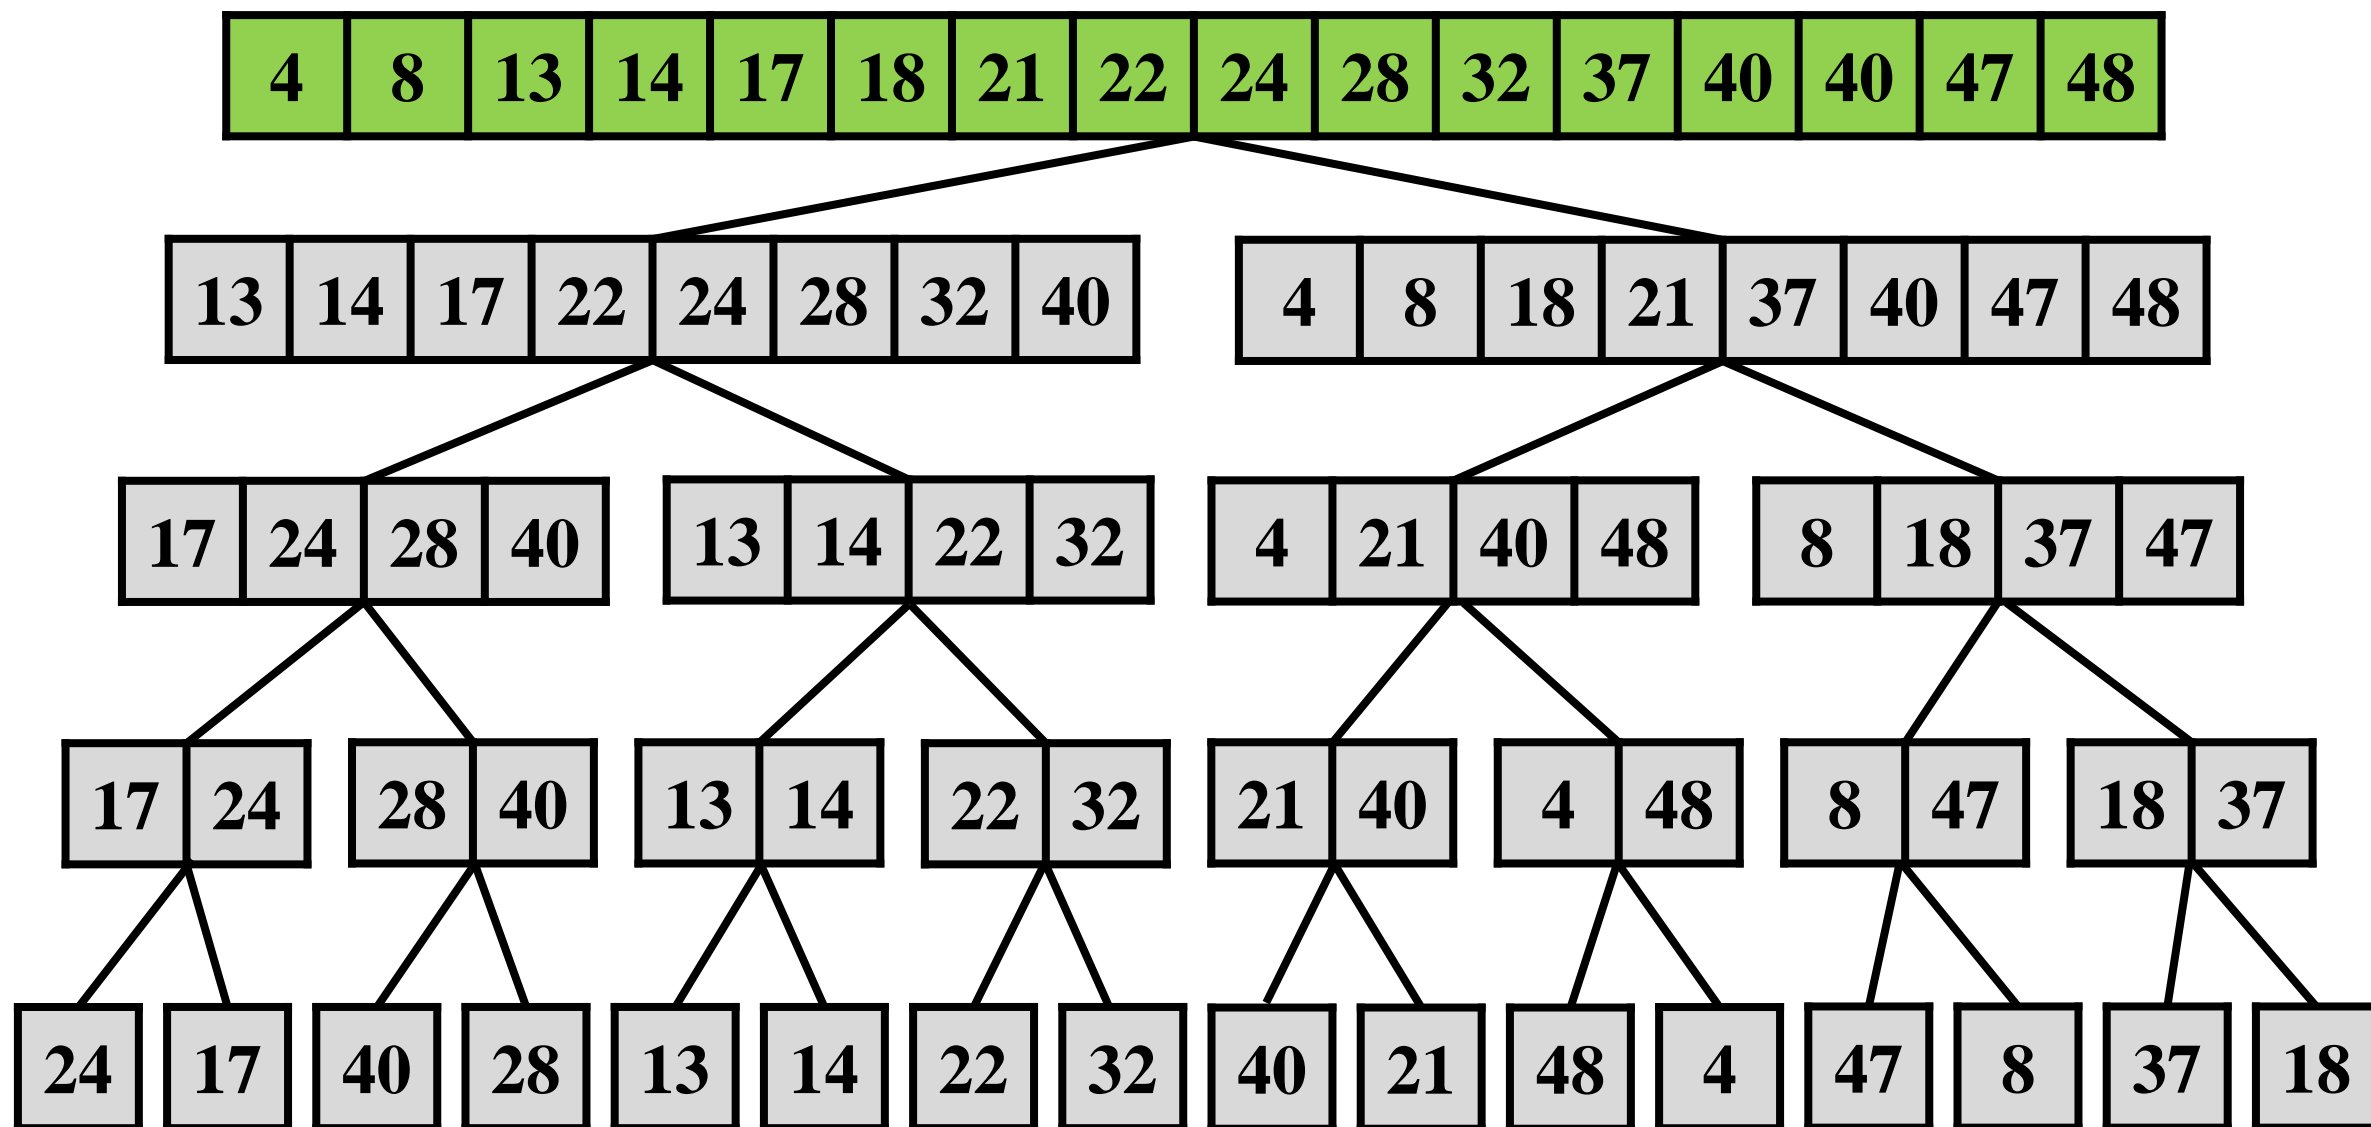 4 8 13 14 17 18 21 22 24 28 32 37 40 40 47 48
13 14 17 22 24 28 32 40 4 8 18 21 37 40 47 48
17 24 28 40 13 14 22 32 4 21 40 48 8 18 37 47
17 24 28 40 13 14 22 32 21 40 4 48 8 47 18 37
24 17 40 28 13 14 22 32 40 21 48 4 47 8 37 18